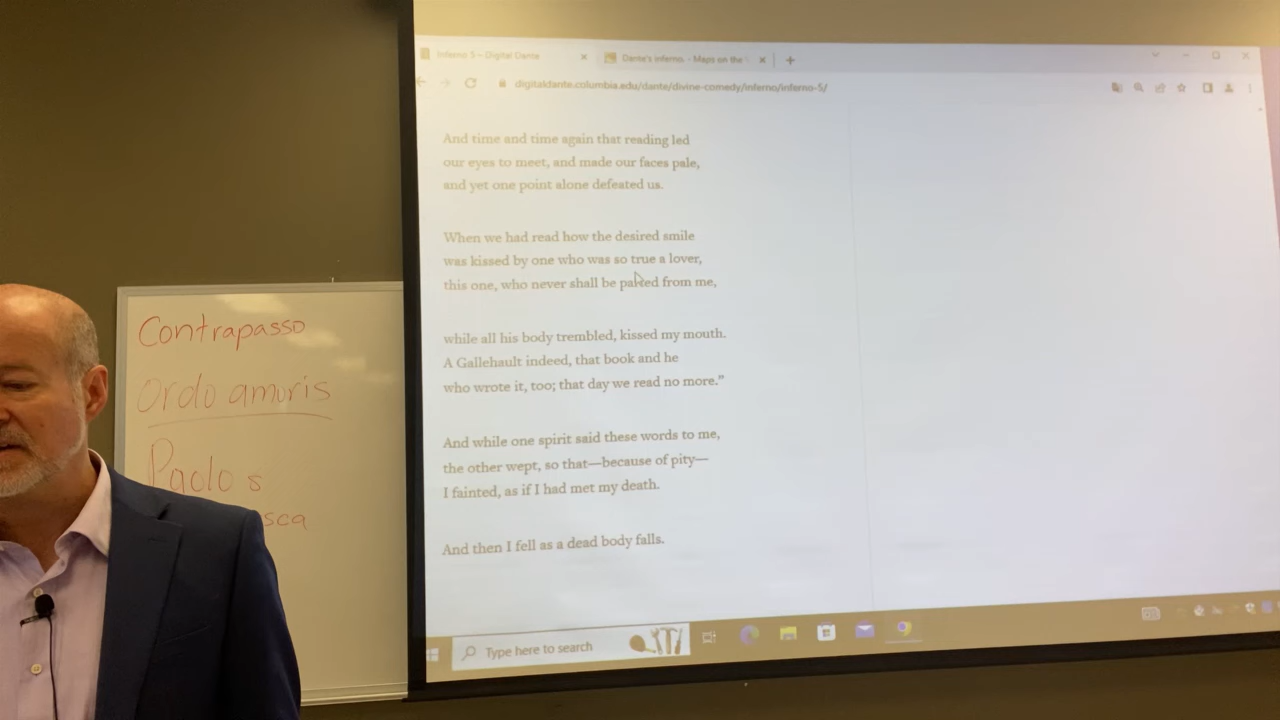 Inferno 5 – Digital Dante
Dante's inferno. - Maps on the
digitaldante.columbia.edu/dante/divine-comedy/inferno/inferno-5/
And time and time again that reading led
our eyes to meet, and made our faces pale,
and yet one point alone defeated us.
When we had read how the desired smile
was kissed by one who was so true a lover,
this one, who never shall be parted from me,
while all his body trembled, kissed my mouth.
A Gallehault indeed, that book and he
who wrote it, too; that day we read no more.”
And while one spirit said these words to me,
the other wept, so that—because of pity—
I fainted, as if I had met my death.
And then I fell as a dead body falls.
Type here to search
Contrapasso
Ordo amoris
Paolo s
sca